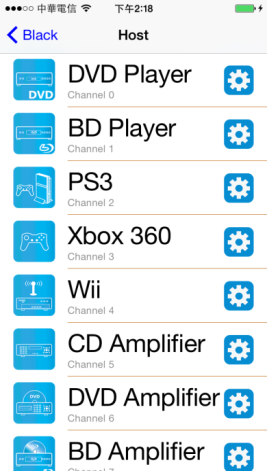 中華電信 下午2:18
Black Host
DVD
DVD Player
Channel 0
BD Player
Channel 1
PS3
Channel 2
Xbox 360
Channel 3
Wii
Channel 4
CD Amplifier
Channel 5
DVD
DVD Amplifier
Channel 6
BD Amplifier
Channel 7